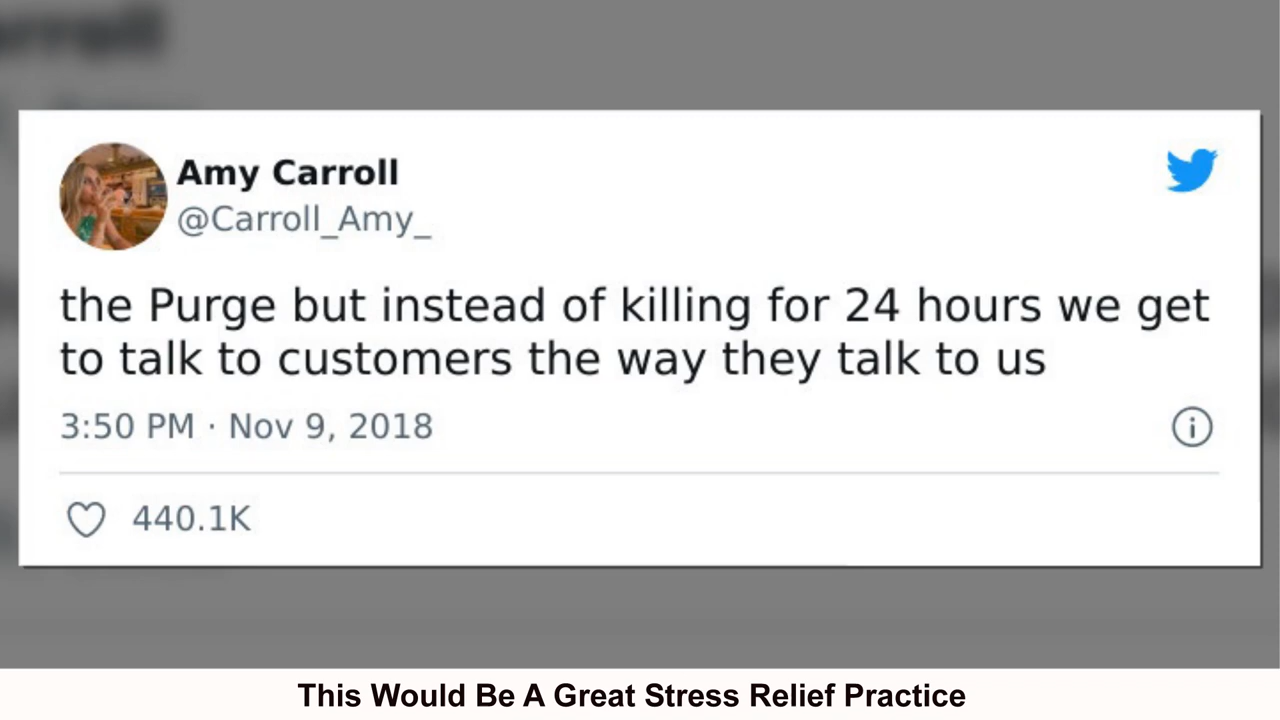 Amy Carroll
@Carroll_Amy_
the Purge but instead of killing for 24 hours we get
to talk to customers the way they talk to us
3:50 PM · Nov 9, 2018
440.1K
This Would Be A Great Stress Relief Practice